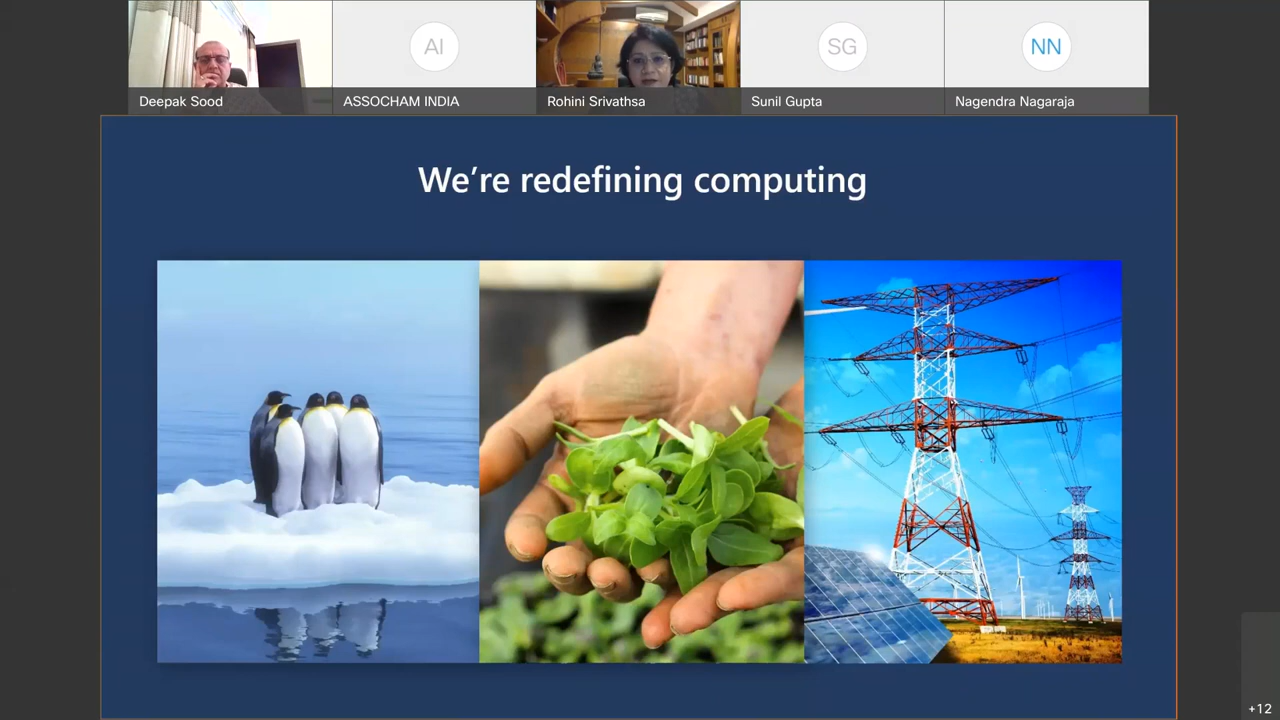 AI
SG
NN
Deepak Sood
ASSOCHAM INDIA
Rohini Srivathsa
Sunil Gupta
Nagendra Nagaraja
We're redefining computing
+12